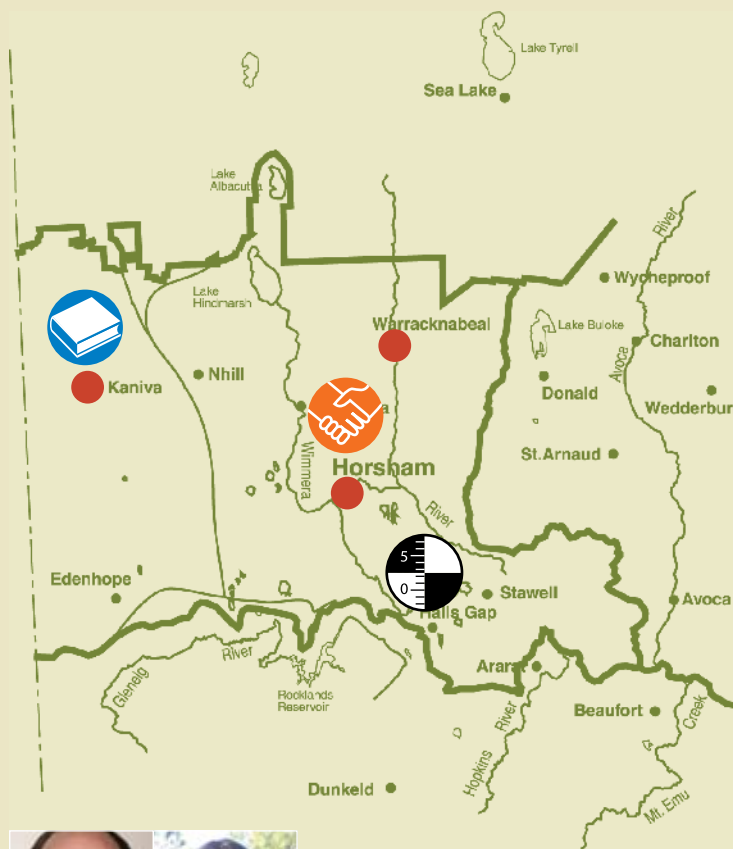 Lake Tyrell
Sea Lake
Lake
Albacutya
River
Wycheproof
Lake
Hindmarsh
Warracknabeal
Lake Buloke
Charlton
Avoca
Nhill
Kaniva
Donald
Wedderbur
a
St.Arnaud
Horsham
Wimmera
River
5
0
Edenhope
Stawell
Avoca
Halls Gap
River
Ararat
Glenelg
Rocklands
Reservoir
Beaufort
Creek
River
Hopkins
Dunkeld
Mt. Emu